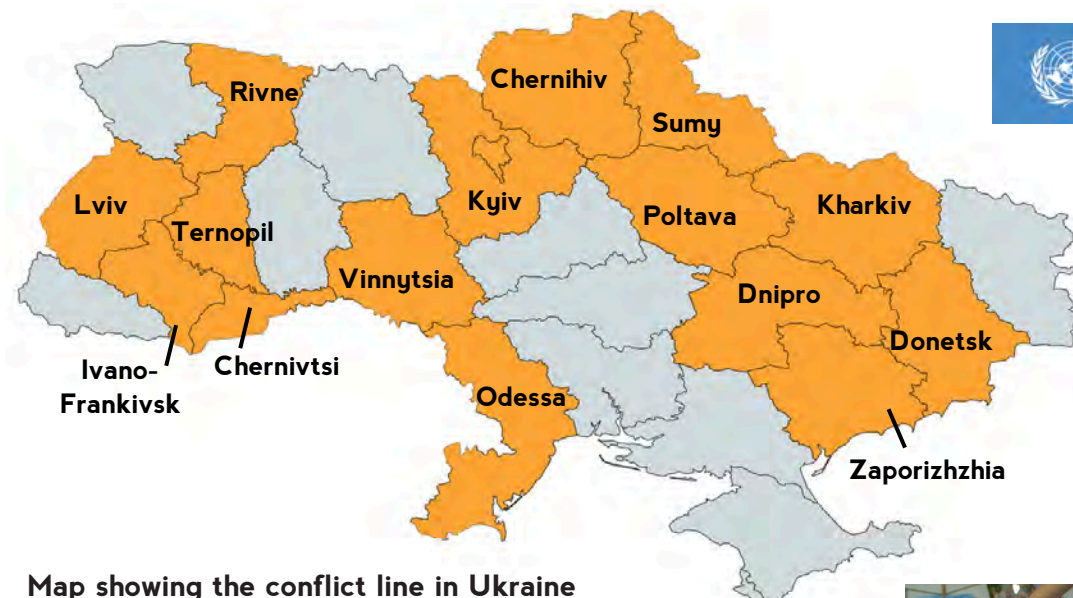 Rivne
Chernihiv
Sumy
Lviv
Ternopil
Kyiv
Poltava
Kharkiv
Vinnytsia
Dnipro
Donetsk
Ivano-
Frankivsk
Chernivtsi
Odessa
Zaporizhzhia
Map showing the conflict line in Ukraine